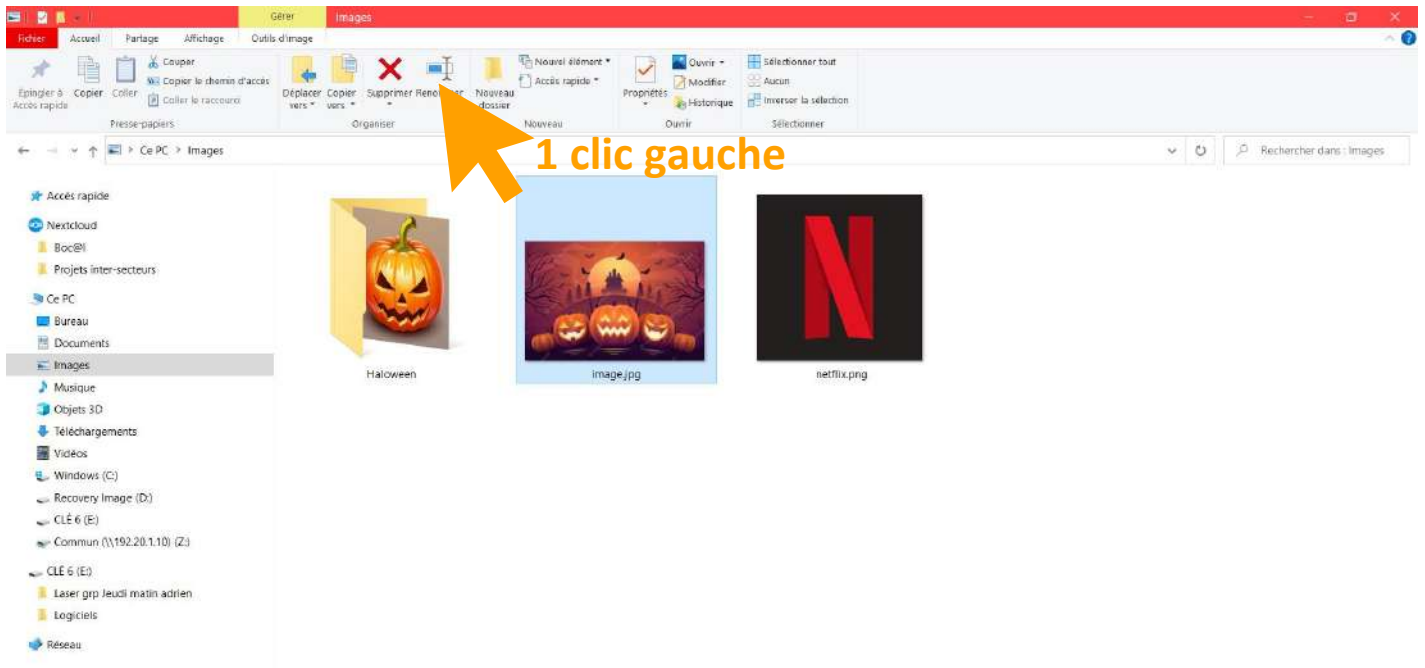 Gérer
Images
Fichier
Accueil
Partage
Affichage
Outils d'image
Épingler à
Accès rapide
Copier
Coller
Couper
Copier le chemin d'accès
Coller le raccourci
Presse-papiers
Déplacer
vers
Copier
vers
Supprimer
Organiser
Nouveau
dossier
Nouvel élément
Accès rapide
Nouveau
Propriétés
Ouvrir
Modifier
Historique
Ouvrir
Sélectionner tout
Aucun
Inverser la sélection
Sélectionner
1 clic gauche
Ce PC > Images
Rechercher dans : Images
Accès rapide
Nextcloud
Boc@l
Projets inter-secteurs
Ce PC
Bureau
Documents
Images
Musique
Objets 3D
Téléchargements
Vidéos
Windows (C:)
Recovery Image (D:)
CLÉ 6 (E:)
Commun (\\192.20.1.10) (Z:)
CLÉ 6 (E:)
Laser grp Jeudi matin adrien
Logiciels
Réseau
Haloween
image.jpg
netflix.png
N